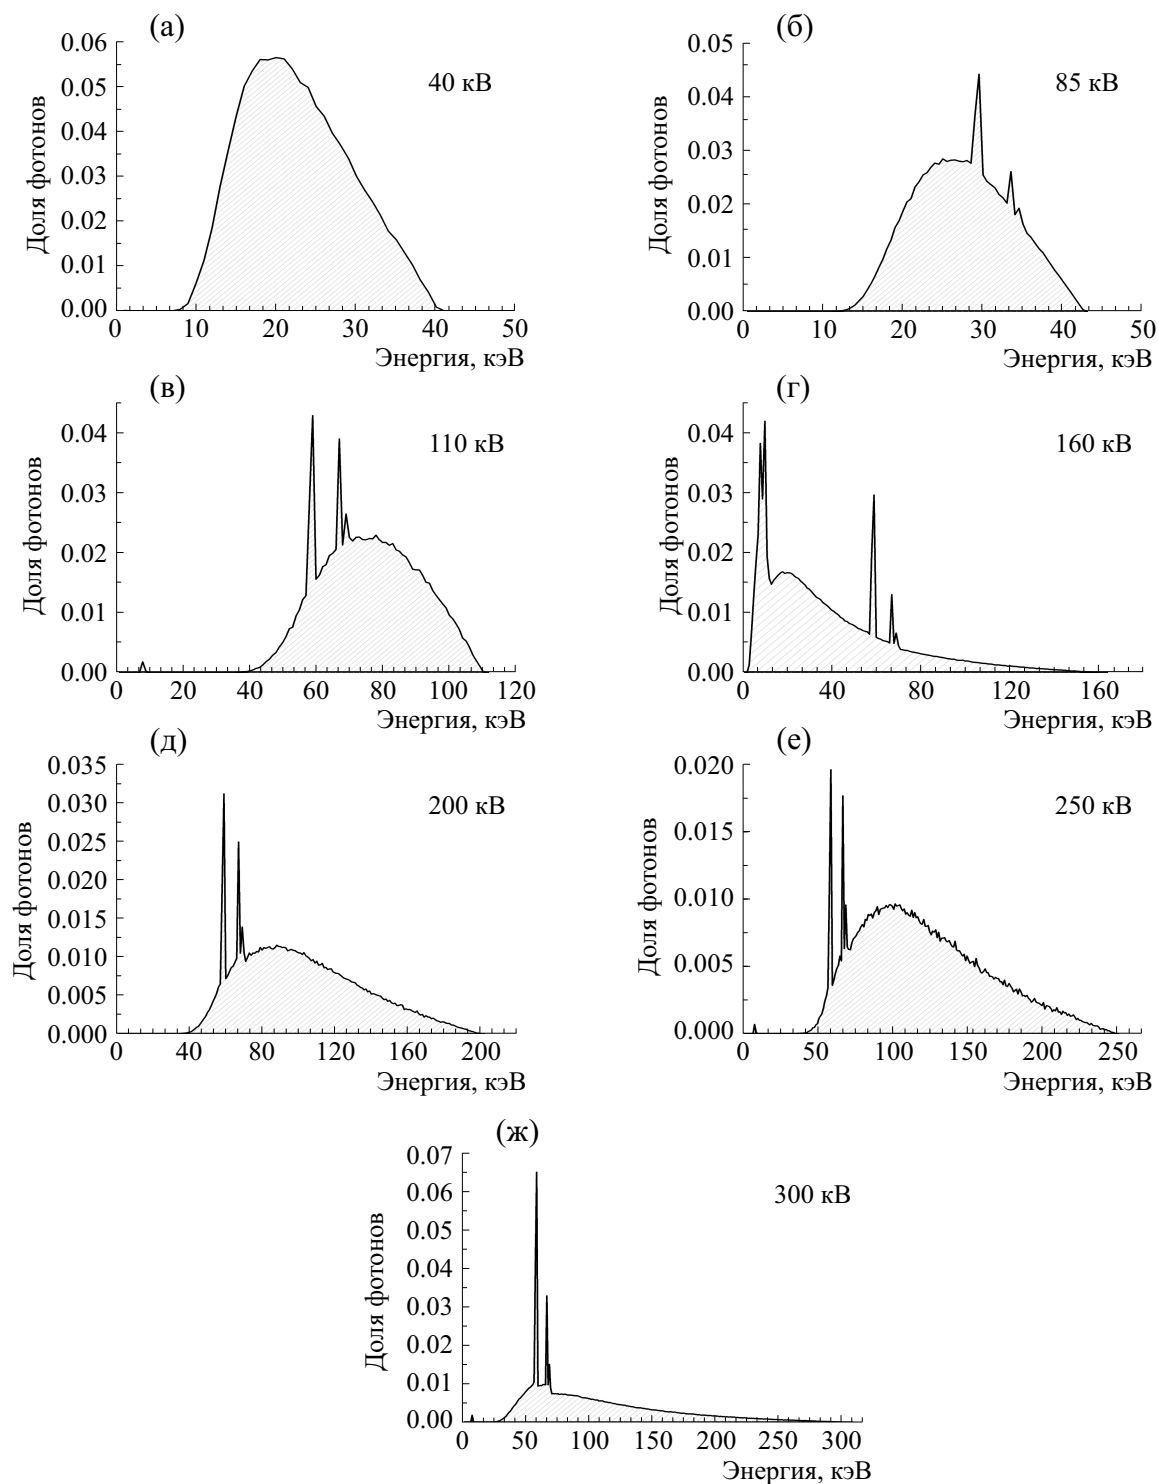 (а)
40 кВ
Доля фотонов
0.06
0.05
0.04
0.03
0.02
0.01
0.00
0 10 20 30 40 50
Энергия, кэВ
(б)
85 кВ
Доля фотонов
0.05
0.04
0.03
0.02
0.01
0.00
0 10 20 30 40 50
Энергия, кэВ
(в)
110 кВ
Доля фотонов
0.04
0.03
0.02
0.01
0.00
0 20 40 60 80 100 120
Энергия, кэВ
(г)
160 кВ
Доля фотонов
0.04
0.03
0.02
0.01
0.00
0 40 80 120 160
Энергия, кэВ
(д)
200 кВ
Доля фотонов
0.035
0.030
0.025
0.020
0.015
0.010
0.005
0.000
0 40 80 120 160 200
Энергия, кэВ
(е)
250 кВ
Доля фотонов
0.020
0.015
0.010
0.005
0.000
0 50 100 150 200 250
Энергия, кэВ
(ж)
300 кВ
Доля фотонов
0.07
0.06
0.05
0.04
0.03
0.02
0.01
0.00
0 50 100 150 200 250 300
Энергия, кэВ